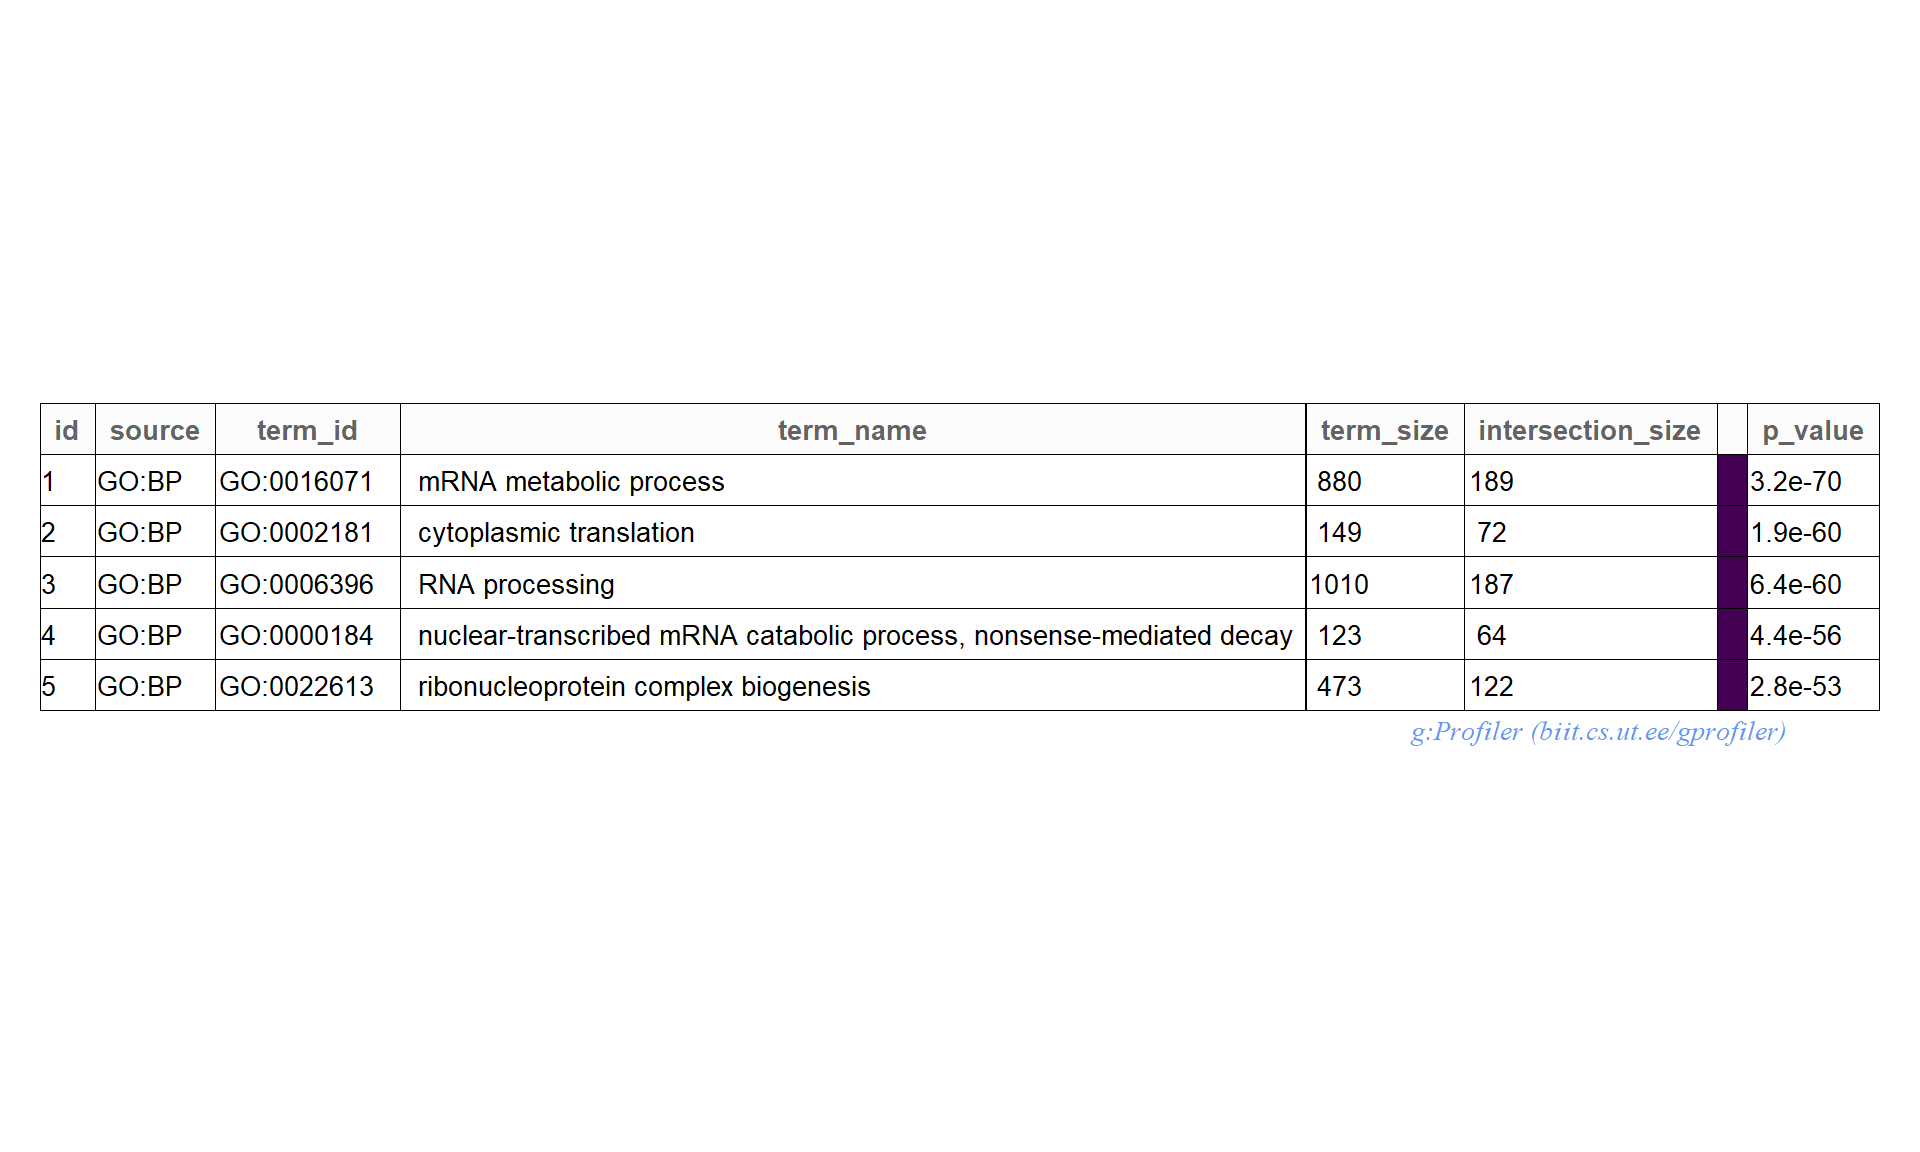 id source term_id term_name term_size intersection_size p_value
1 GO:BP GO:0016071 mRNA metabolic process 880 189 3.2e-70
2 GO:BP GO:0002181 cytoplasmic translation 149 72 1.9e-60
3 GO:BP GO:0006396 RNA processing 1010 187 6.4e-60
4 GO:BP GO:0000184 nuclear-transcribed mRNA catabolic process, nonsense-mediated decay 123 64 4.4e-56
5 GO:BP GO:0022613 ribonucleoprotein complex biogenesis 473 122 2.8e-53
g:Profiler (biit.cs.ut.ee/gprofiler)